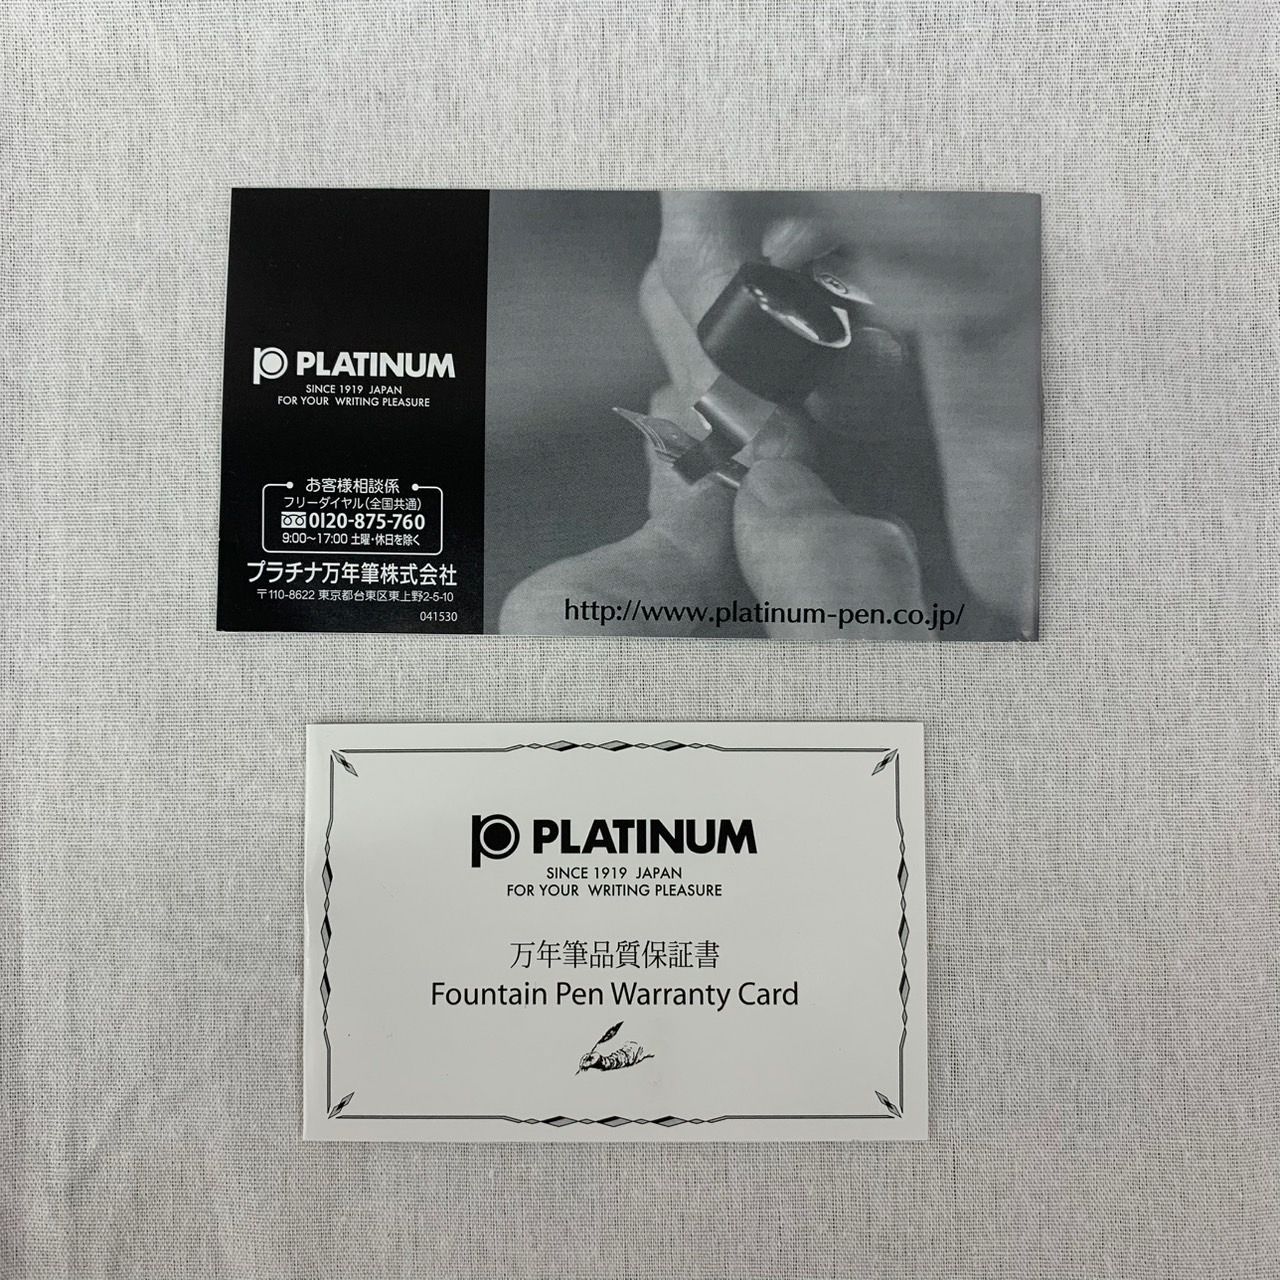 PLATINUM
SINCE 1919 JAPAN
FOR YOUR WRITING PLEASURE
お客様相談係
フリーダイヤル(全国共通)
0120-875-760
9:00〜17:00 土曜・休日を除く
プラチナ万年筆株式会社
〒110-8622 東京都台東区東上野2-5-10
041530
http://www.platinum-pen.co.jp/
PLATINUM
SINCE 1919 JAPAN
FOR YOUR WRITING PLEASURE
万年筆品質保証書
Fountain Pen Warranty Card